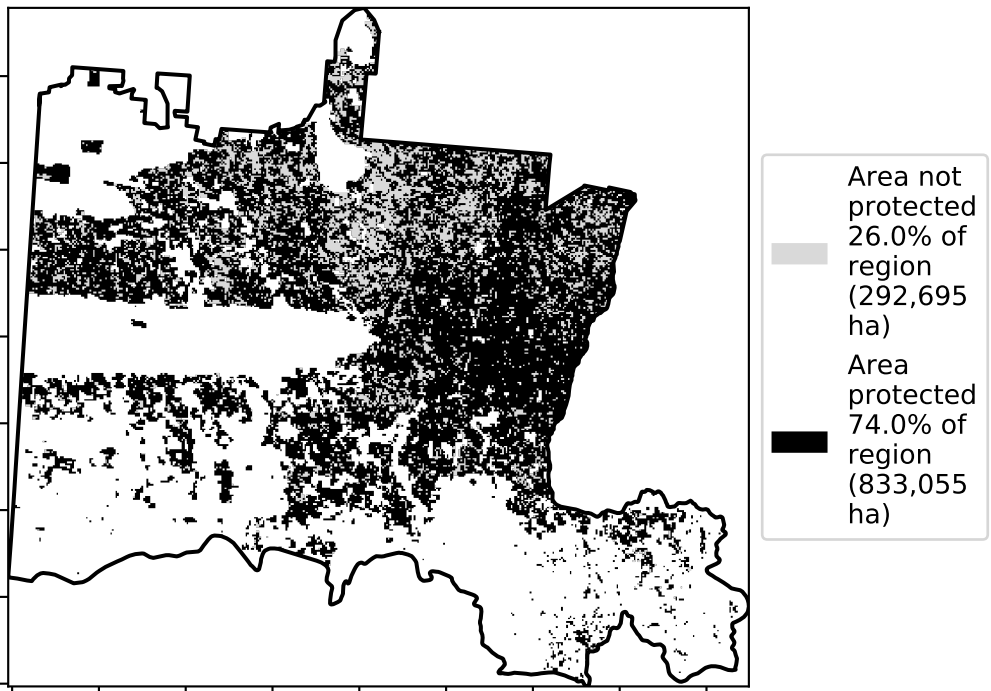 Area not
protected
26.0% of
region
(292,695
ha)
Area
protected
74.0% of
region
(833,055
ha)